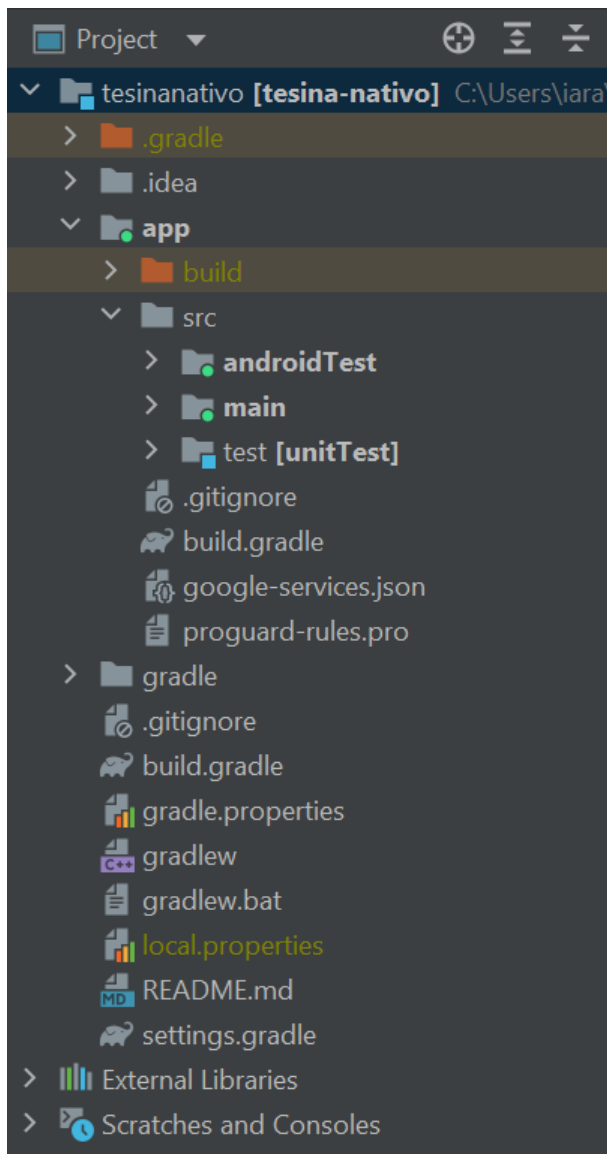 Project
tesinanativo [tesina-nativo] C:\Users\iara\
.gradle
.idea
app
build
src
androidTest
main
test [unitTest]
.gitignore
build.gradle
google-services.json
proguard-rules.pro
gradle
.gitignore
build.gradle
gradle.properties
C++ gradlew
gradlew.bat
local.properties
MD README.md
settings.gradle
External Libraries
Scratches and Consoles